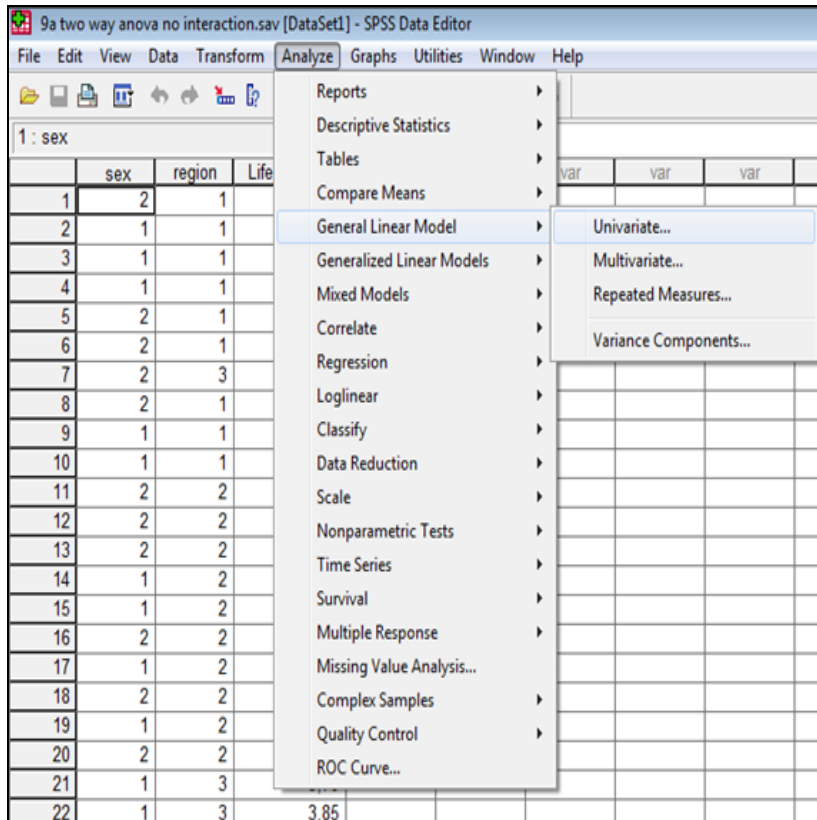 9a two way anova no interaction.sav [DataSet1] - SPSS Data Editor
File Edit View Data Transform Analyze Graphs Utilities Window Help
1 : sex
sex region Life var var var
Reports
Descriptive Statistics
Tables
Compare Means
General Linear Model
Generalized Linear Models
Mixed Models
Correlate
Regression
Loglinear
Classify
Data Reduction
Scale
Nonparametric Tests
Time Series
Survival
Multiple Response
Missing Value Analysis...
Complex Samples
Quality Control
ROC Curve...
Univariate...
Multivariate...
Repeated Measures...
Variance Components...
1 2 1
2 1 1
3 1 1
4 1 1
5 2 1
6 2 1
7 2 3
8 2 1
9 1 1
10 1 1
11 2 2
12 2 2
13 2 2
14 1 2
15 1 2
16 2 2
17 1 2
18 2 2
19 1 2
20 2 2
21 1 3
22 1 3 3.85